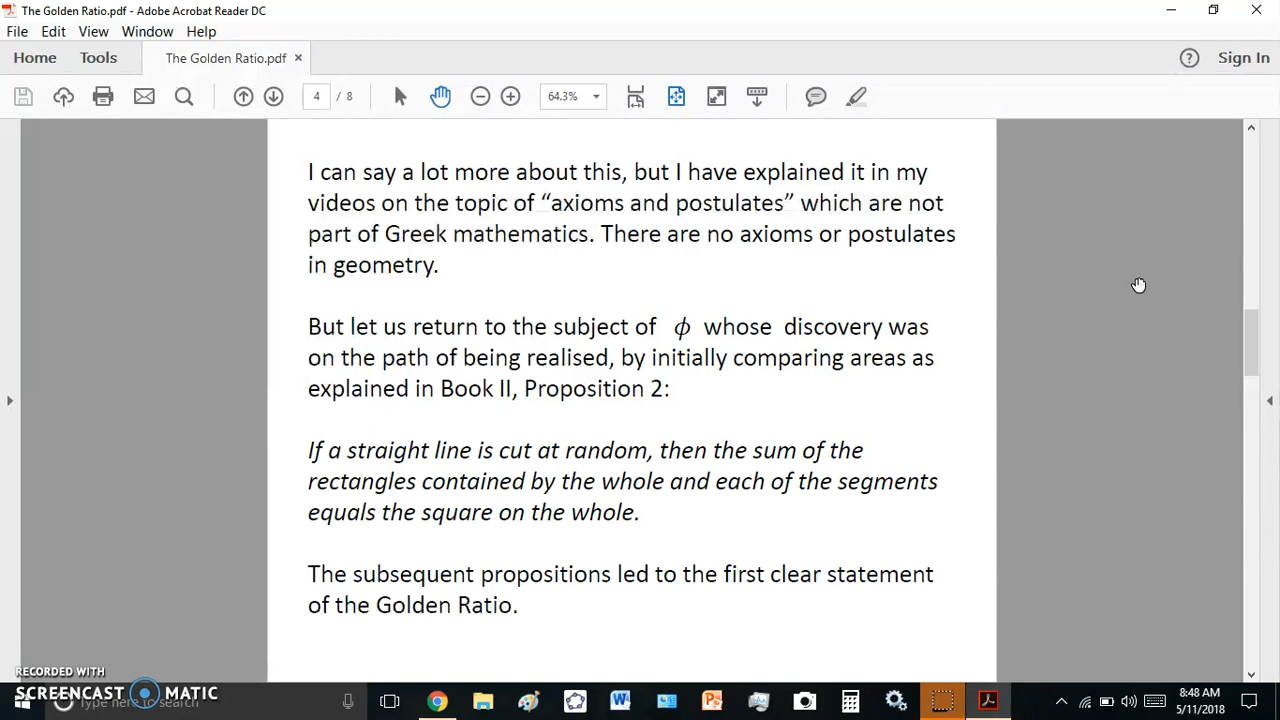 The Golden Ratio.pdf - Adobe Acrobat Reader DC
File Edit View Window Help
Home Tools The Golden Ratio.pdf × Sign In
4 / 8 64.3%
I can say a lot more about this, but I have explained it in my
videos on the topic of “axioms and postulates” which are not
part of Greek mathematics. There are no axioms or postulates
in geometry.
But let us return to the subject of ϕ whose discovery was
on the path of being realised, by initially comparing areas as
explained in Book II, Proposition 2:
If a straight line is cut at random, then the sum of the
rectangles contained by the whole and each of the segments
equals the square on the whole.
The subsequent propositions led to the first clear statement
of the Golden Ratio.
RECORDED WITH
SCREENCAST MATIC
Type here to search
8:48 AM
5/11/2018